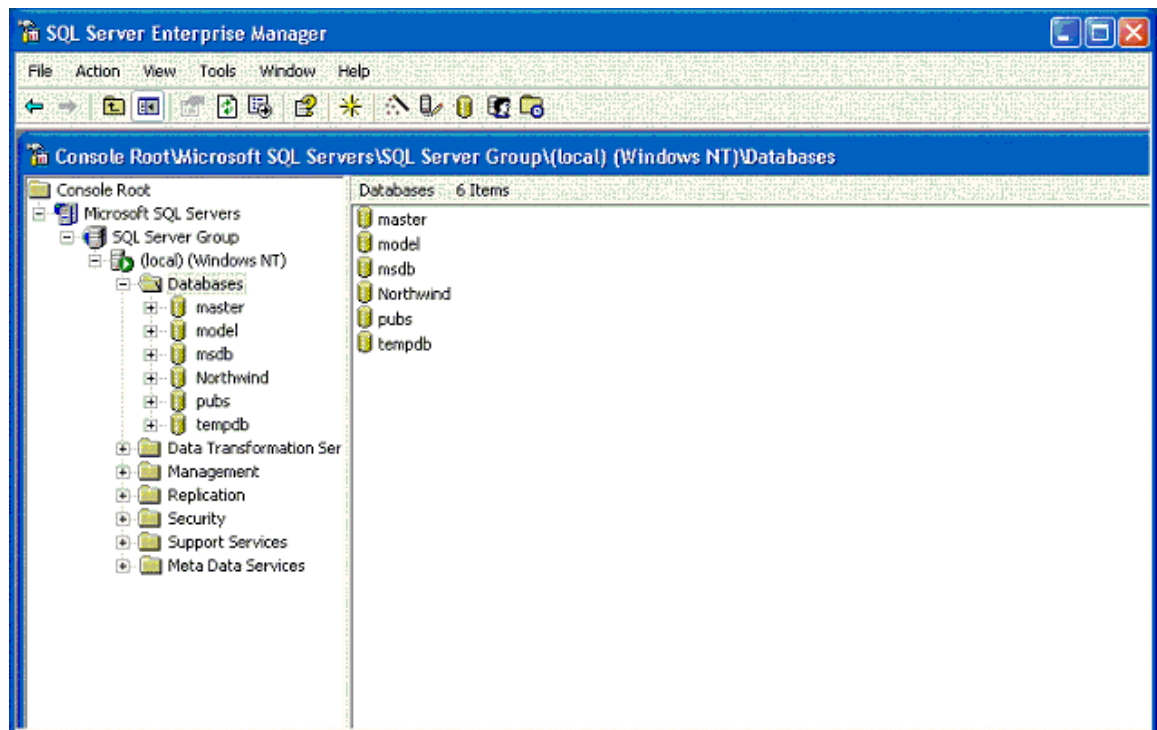 SQL Server Enterprise Manager
File Action View Tools Window Help
Console Root\Microsoft SQL Servers\SQL Server Group\(local) (Windows NT)\Databases
Console Root
Microsoft SQL Servers
SQL Server Group
(local) (Windows NT)
Databases
master
model
msdb
Northwind
pubs
tempdb
Data Transformation Ser
Management
Replication
Security
Support Services
Meta Data Services
Databases 6 Items
master
model
msdb
Northwind
pubs
tempdb